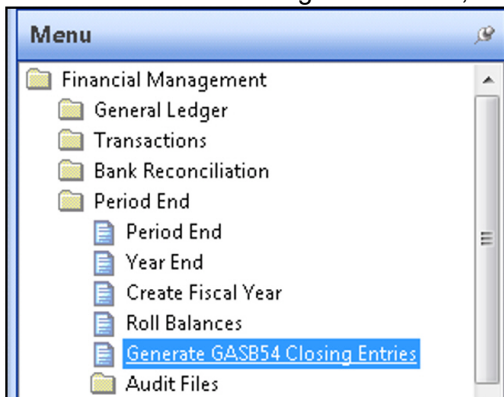 Menu
Financial Management
General Ledger
Transactions
Bank Reconciliation
Period End
Period End
Year End
Create Fiscal Year
Roll Balances
Generate GASB54 Closing Entries
Audit Files